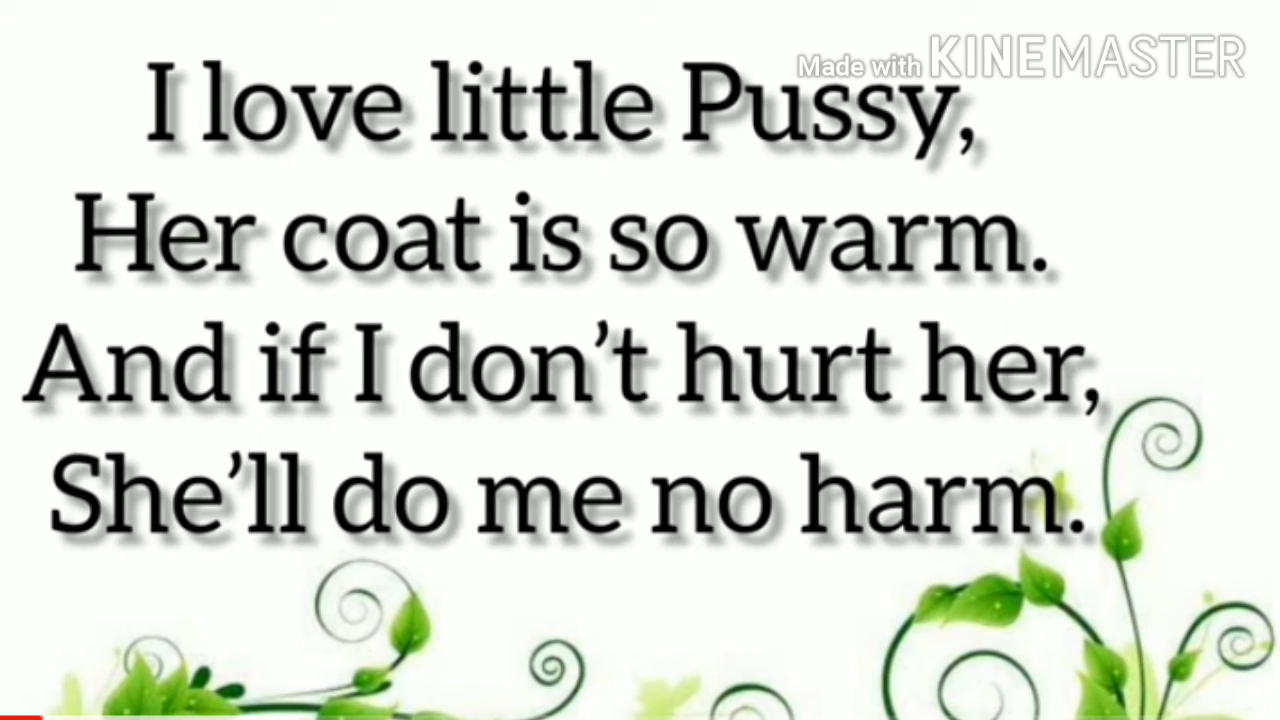 Made with KINEMASTER
I love little Pussy,
Her coat is so warm.
And if I don’t hurt her,
She’ll do me no harm.